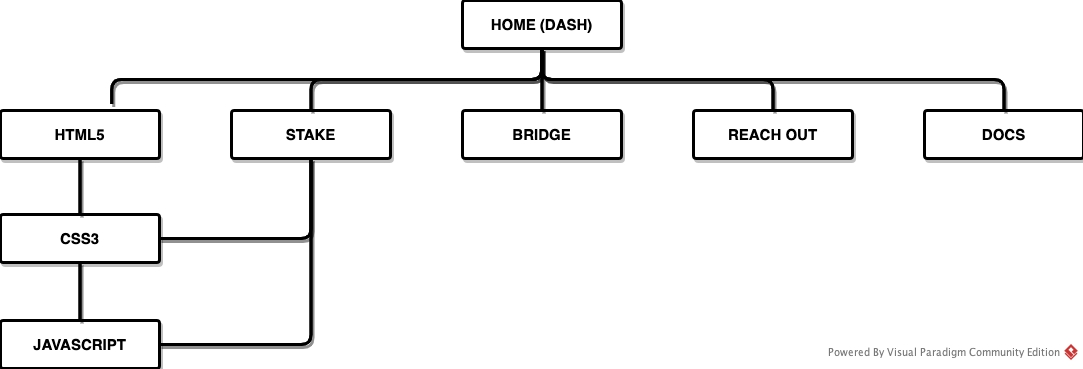 HOME (DASH)
HTML5
STAKE
BRIDGE
REACH OUT
DOCS
CSS3
JAVASCRIPT
Powered By Visual Paradigm Community Edition